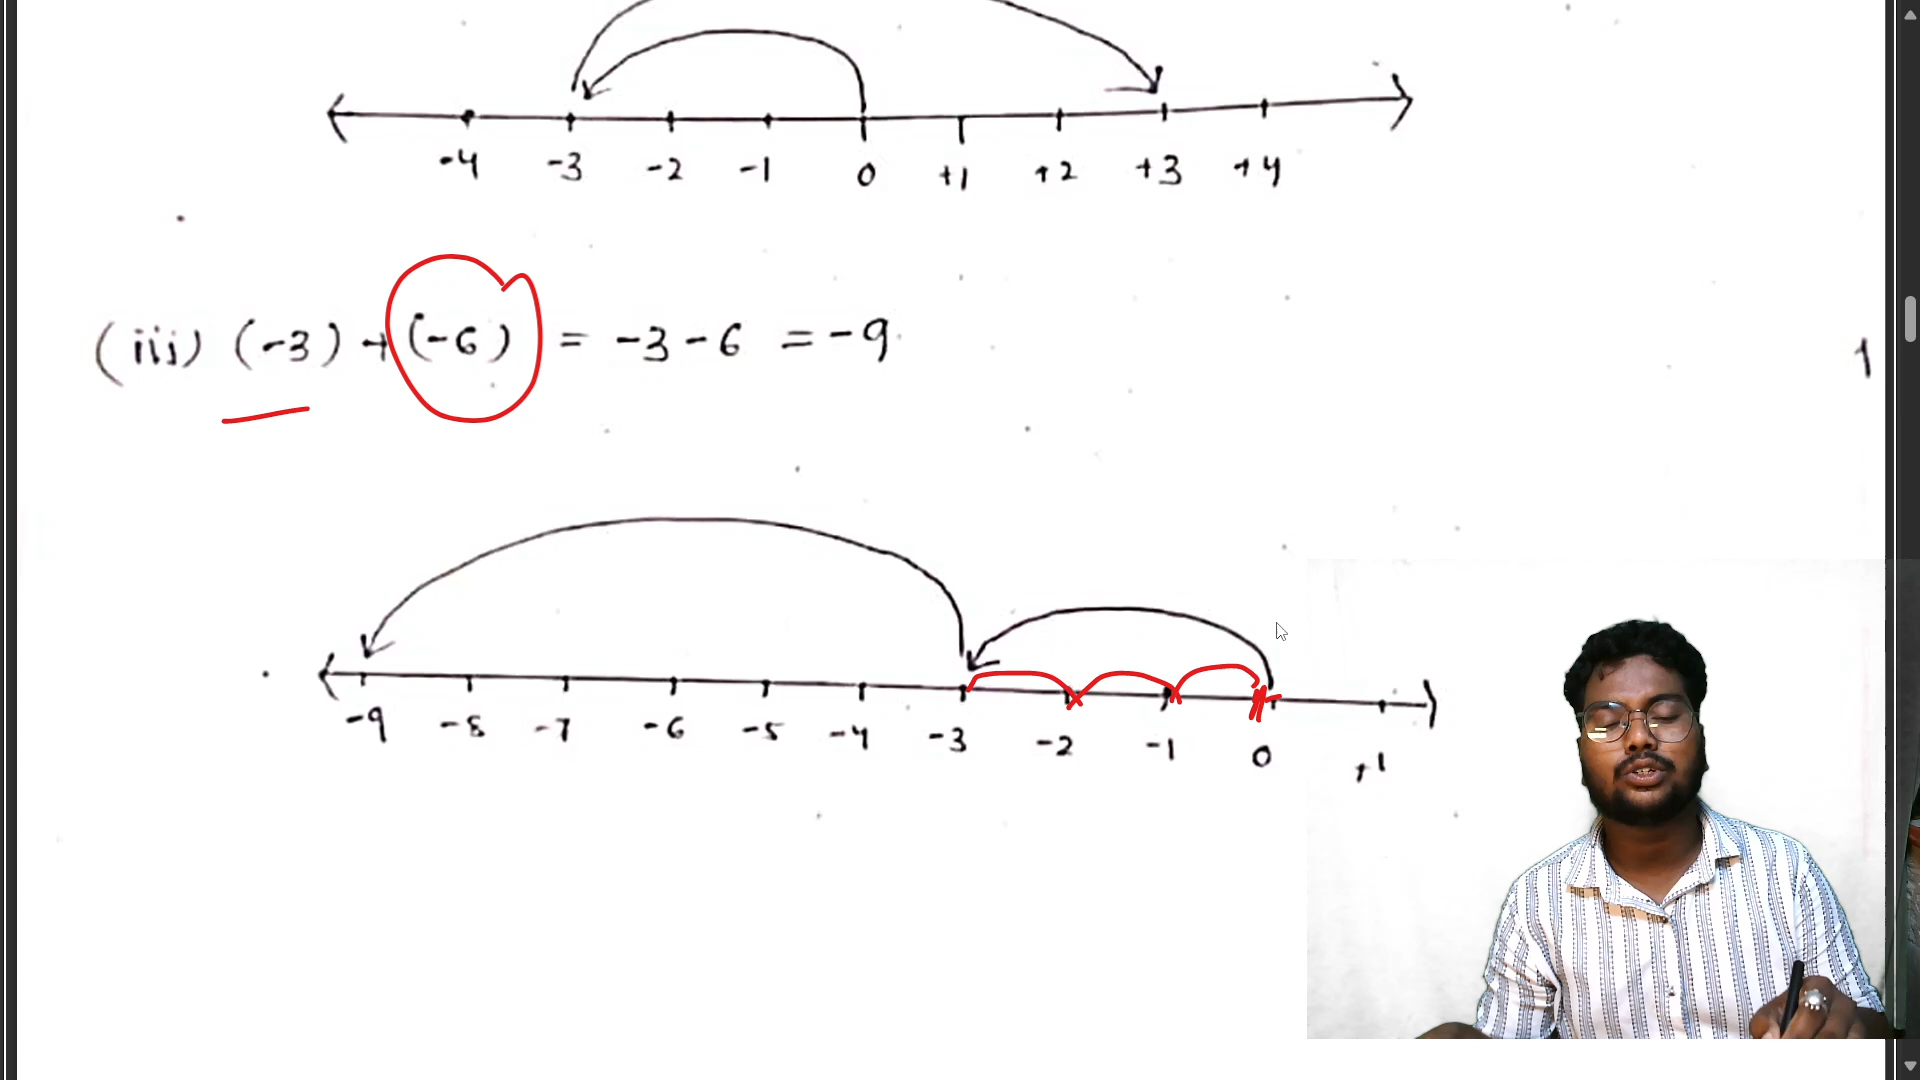 -4 -3 -2 -1 0 +1 +2 +3 +4
(iii) (-3) + (-6) = -3 - 6 = -9
1
-9 -8 -7 -6 -5 -4 -3 -2 -1 0 +1